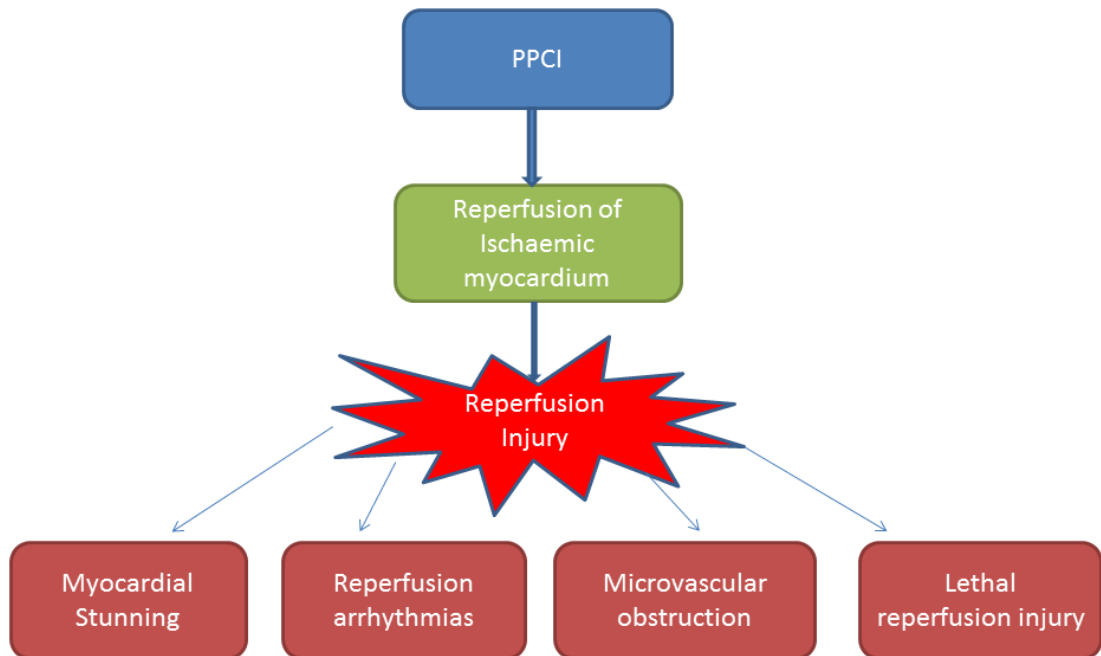 PPCI
Reperfusion of
Ischaemic
myocardium
Reperfusion
Injury
Myocardial
Stunning
Reperfusion
arrhythmias
Microvascular
obstruction
Lethal
reperfusion injury